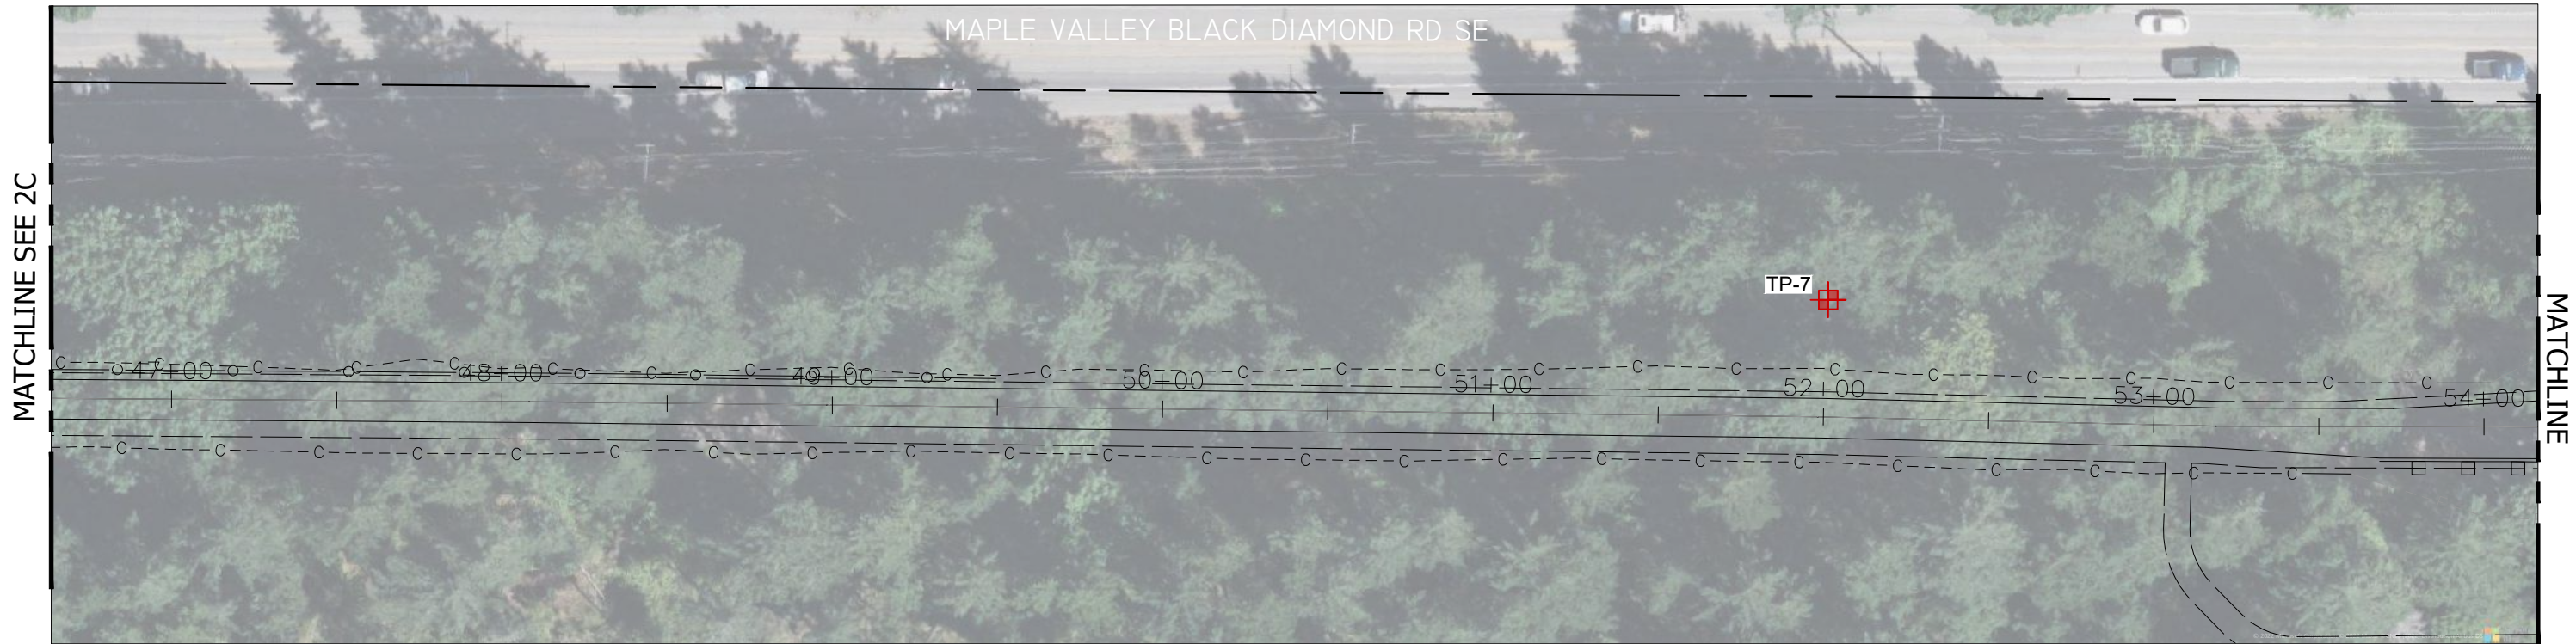 MAPLE VALLEY BLACK DIAMOND RD SE
MATCHLINE SEE 2C
TP-7
MATCHLINE
47+00
48+00
49+00
50+00
51+00
52+00
53+00
54+00
C C C C C C C C C C C C C C C C C C C C C C C C C
C C C C C C C C C C C C C C C C C C C C C C C